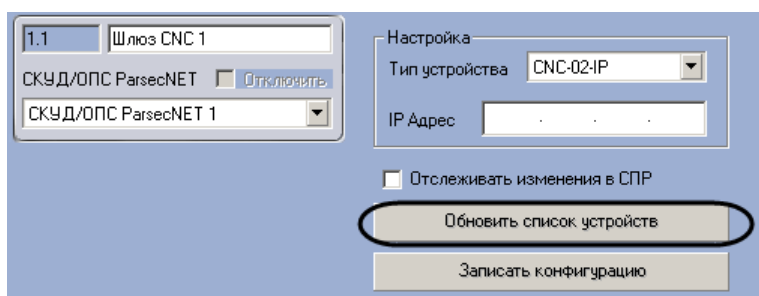 1.1 Шлюз CNC 1
СКУД/ОПС ParsecNET Отключить
СКУД/ОПС ParsecNET 1
Настройка
Тип устройства CNC-02-IP
IP Адрес . . .
Отслеживать изменения в СПР
Обновить список устройств
Записать конфигурацию